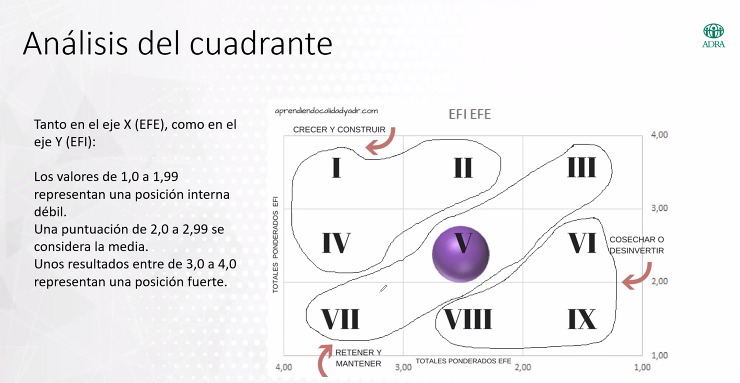 Análisis del cuadrante
ADRA
Tanto en el eje X (EFE), como en el
eje Y (EFI):
Los valores de 1,0 a 1,99
representan una posición interna
débil.
Una puntuación de 2,0 a 2,99 se
considera la media.
Unos resultados entre de 3,0 a 4,0
representan una posición fuerte.
aprendiendocalidadyadr.com
EFI EFE
CRECER Y CONSTRUIR
4,00
I
II
III
3,00
TOTALES PONDERADOS EFI
IV
V
VI
COSECHAR O
DESINVERTIR
2,00
VII
VIII
IX
RETENER Y
MANTENER
TOTALES PONDERADOS EFE
1,00
4,00
3,00
2,00
1,00